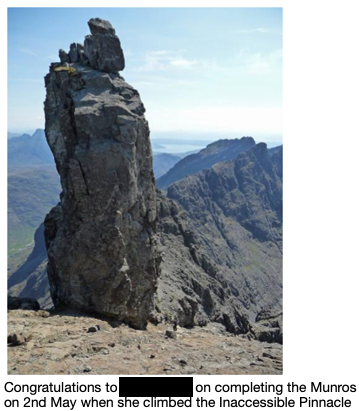 Congratulations to on completing the Munros
on 2nd May when she climbed the Inaccessible Pinnacle